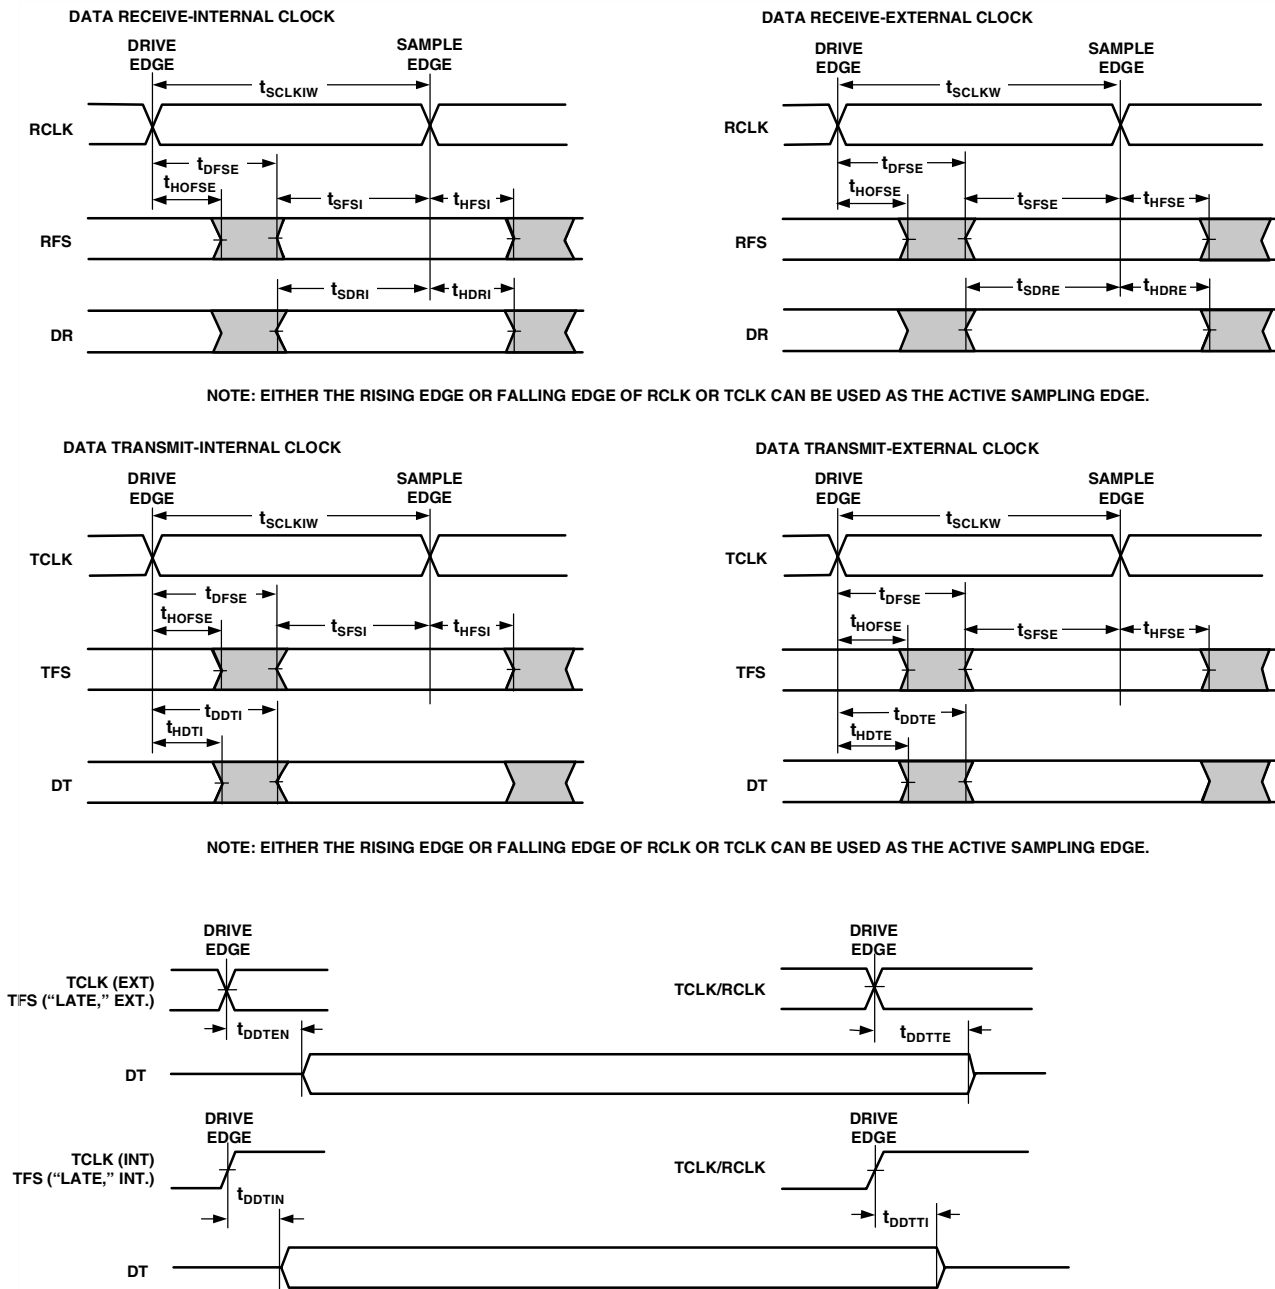 DATA RECEIVE-INTERNAL CLOCK
DRIVE
EDGE
SAMPLE
EDGE
tSCLKIW
RCLK
tDFSE
tHOFSE
tSFSI
tHFSI
RFS
tSDRI
tHDRI
DR
DATA RECEIVE-EXTERNAL CLOCK
DRIVE
EDGE
SAMPLE
EDGE
tSCLKW
RCLK
tDFSE
tHOFSE
tSFSE
tHFSE
RFS
tSDRE
tHDRE
DR
NOTE: EITHER THE RISING EDGE OR FALLING EDGE OF RCLK OR TCLK CAN BE USED AS THE ACTIVE SAMPLING EDGE.
DATA TRANSMIT-INTERNAL CLOCK
DRIVE
EDGE
SAMPLE
EDGE
tSCLKIW
TCLK
tDFSE
tHOFSE
tSFSI
tHFSI
TFS
tDDTI
tHDTI
DT
DATA TRANSMIT-EXTERNAL CLOCK
DRIVE
EDGE
SAMPLE
EDGE
tSCLKW
TCLK
tDFSE
tHOFSE
tSFSE
tHFSE
TFS
tDDTE
tHDTE
DT
NOTE: EITHER THE RISING EDGE OR FALLING EDGE OF RCLK OR TCLK CAN BE USED AS THE ACTIVE SAMPLING EDGE.
DRIVE
EDGE
TCLK (EXT)
TFS (“LATE,” EXT.)
tDDTEN
DRIVE
EDGE
TCLK/RCLK
tDDTTE
DT
DRIVE
EDGE
TCLK (INT)
TFS (“LATE,” INT.)
tDDTIN
DRIVE
EDGE
TCLK/RCLK
tDDTTI
DT